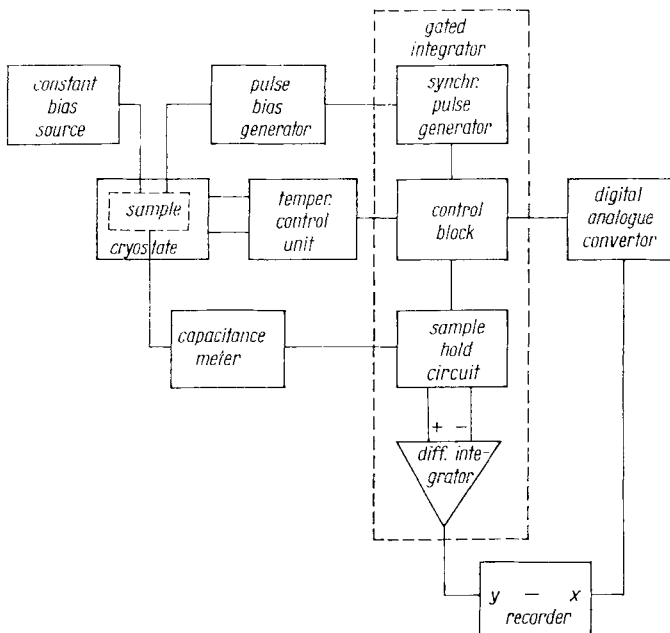 gated
integrator
constant
bias
source
pulse
bias
generator
synchr.
pulse
generator
sample
cryostate
temper.
control
unit
control
block
digital
analogue
convertor
capacitance
meter
sample
hold
circuit
+ −
diff. inte-
grator
y — x
recorder